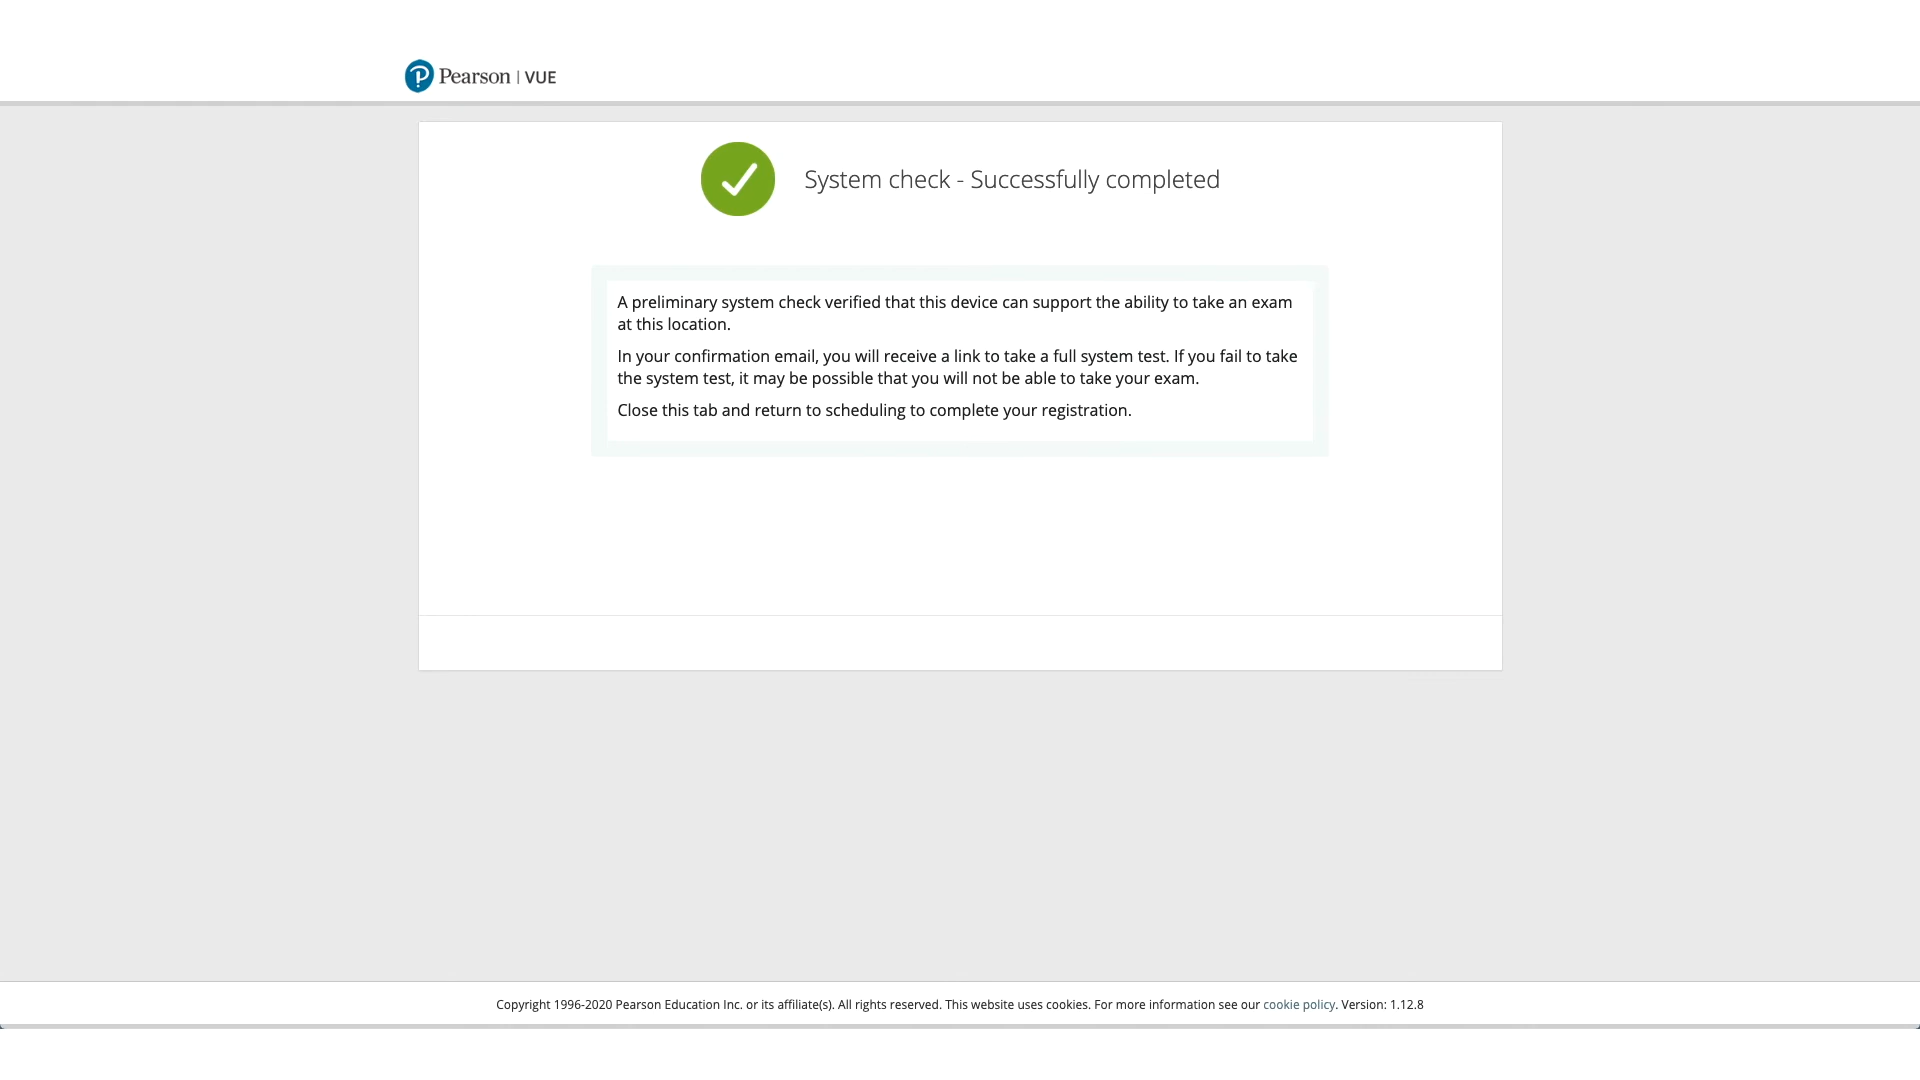 Pearson | VUE
System check - Successfully completed
A preliminary system check verified that this device can support the ability to take an exam
at this location.
In your confirmation email, you will receive a link to take a full system test. If you fail to take
the system test, it may be possible that you will not be able to take your exam.
Close this tab and return to scheduling to complete your registration.
Copyright 1996-2020 Pearson Education Inc. or its affiliate(s). All rights reserved. This website uses cookies. For more information see our cookie policy. Version: 1.12.8